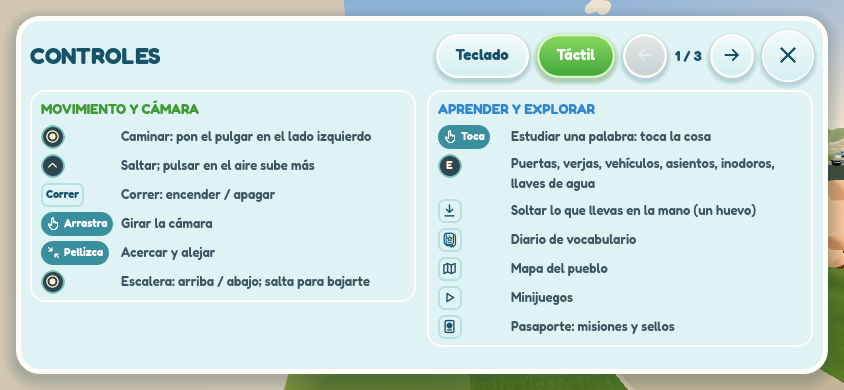 CONTROLES
Teclado
Táctil
1 / 3
MOVIMIENTO Y CÁMARA
Caminar: pon el pulgar en el lado izquierdo
Saltar; pulsar en el aire sube más
Correr Correr: encender / apagar
Arrastra Girar la cámara
Pellizca Acercar y alejar
Escalera: arriba / abajo; salta para bajarte
APRENDER Y EXPLORAR
Toca Estudiar una palabra: toca la cosa
E Puertas, verjas, vehículos, asientos, inodoros,
llaves de agua
Soltar lo que llevas en la mano (un huevo)
Diario de vocabulario
Mapa del pueblo
Minijuegos
Pasaporte: misiones y sellos